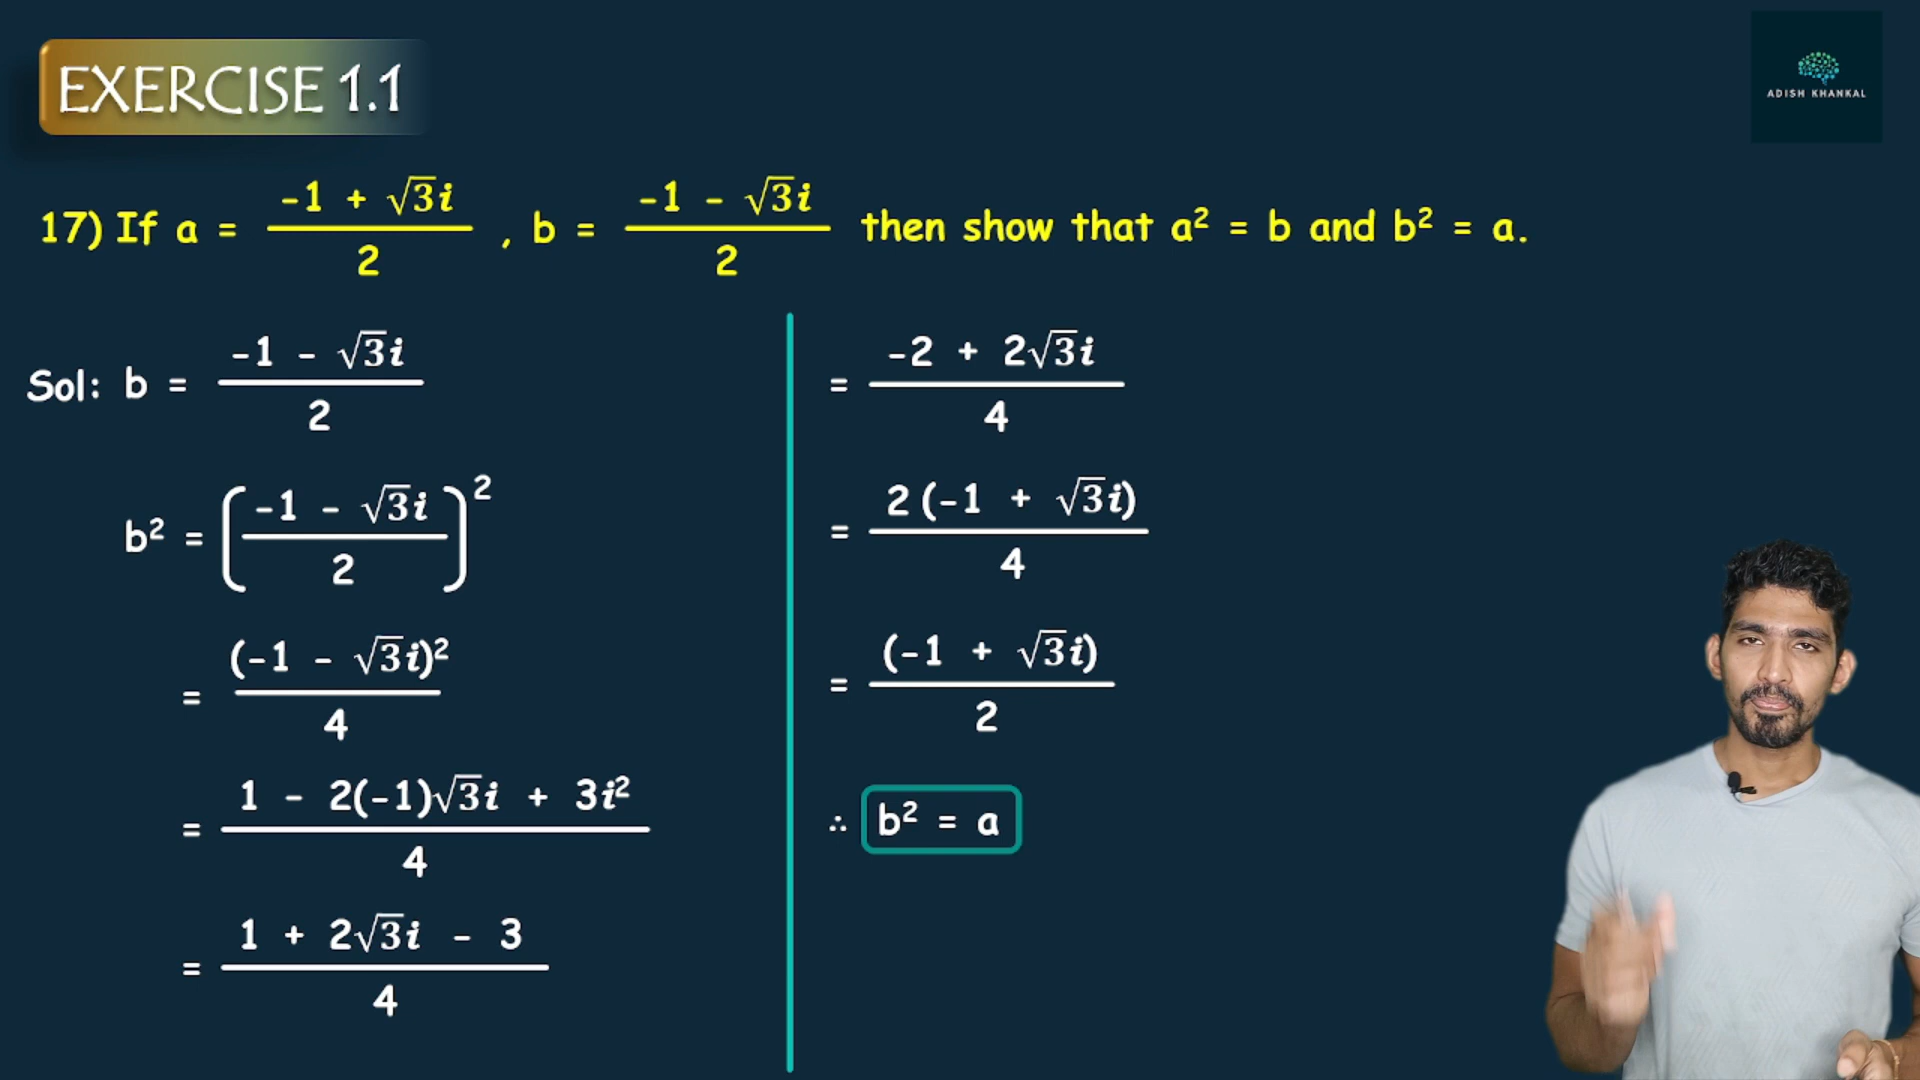 EXERCISE 1.1
ADISH KHANKAL
17) If a = (-1 + √3i)/2 , b = (-1 - √3i)/2 then show that a² = b and b² = a.
Sol: b = (-1 - √3i)/2
b² = ((-1 - √3i)/2)²
= (-1 - √3i)²/4
= (1 - 2(-1)√3i + 3i²)/4
= (1 + 2√3i - 3)/4
= (-2 + 2√3i)/4
= 2(-1 + √3i)/4
= (-1 + √3i)/2
∴ b² = a